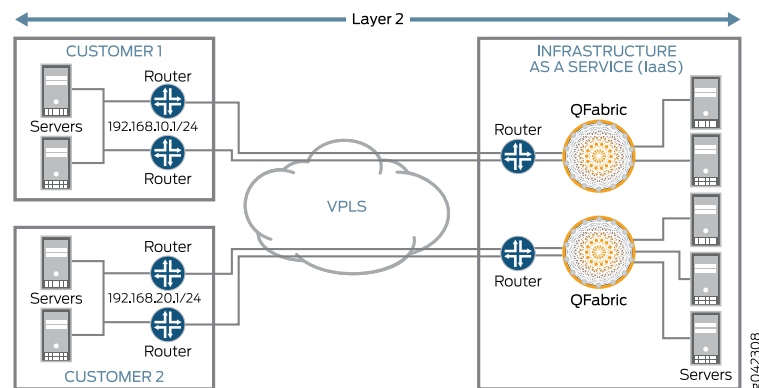 Layer 2
CUSTOMER 1
Router
Servers
192.168.10.1/24
Router
CUSTOMER 2
Router
Servers
192.168.20.1/24
Router
VPLS
INFRASTRUCTURE
AS A SERVICE (IaaS)
QFabric
Router
Router
QFabric
Servers
g042308